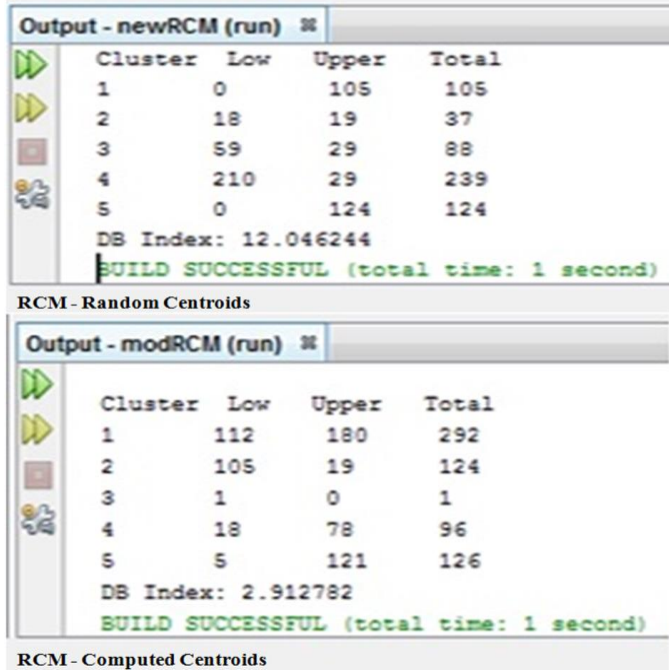 Output - newRCM (run)
Cluster Low Upper Total
1 0 105 105
2 18 19 37
3 59 29 88
4 210 29 239
5 0 124 124
DB Index: 12.046244
BUILD SUCCESSFUL (total time: 1 second)
RCM - Random Centroids
Output - modRCM (run)
Cluster Low Upper Total
1 112 180 292
2 105 19 124
3 1 0 1
4 18 78 96
5 5 121 126
DB Index: 2.912782
BUILD SUCCESSFUL (total time: 1 second)
RCM - Computed Centroids